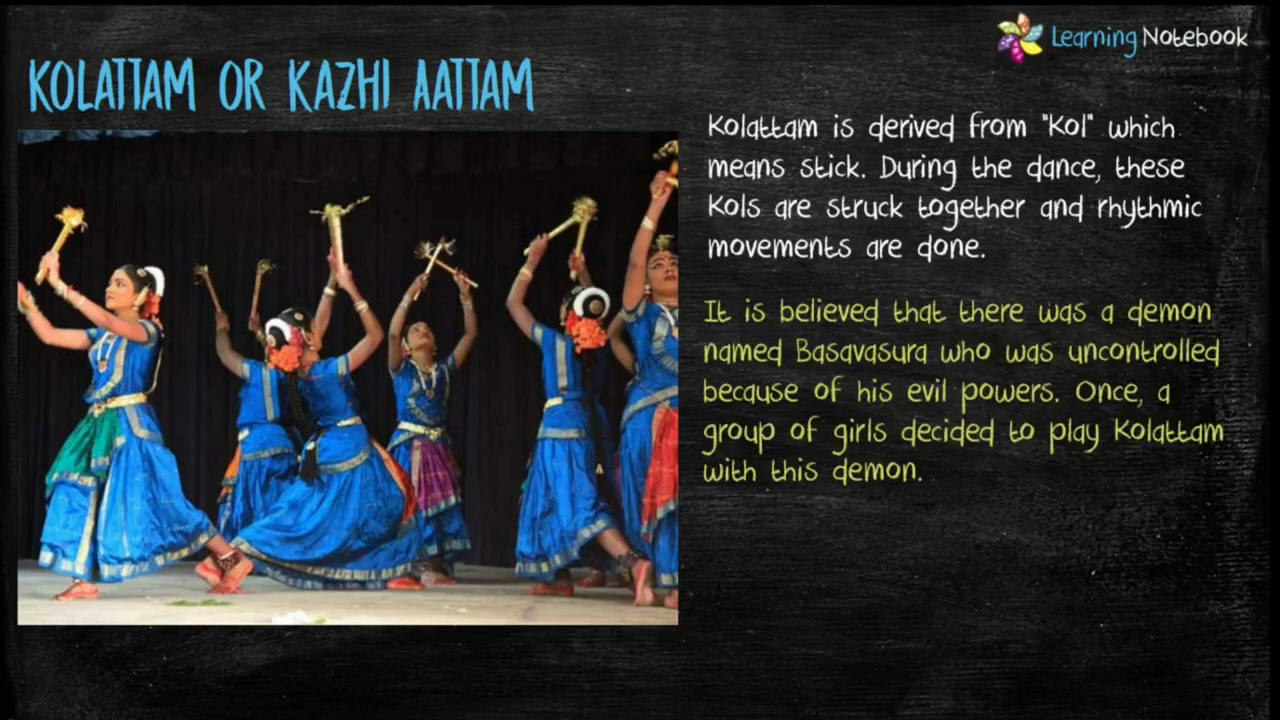 Learning Notebook
KOLATTAM OR KAZHI AATTAM
Kolattam is derived from "Kol" which
means stick. During the dance, these
Kols are struck together and rhythmic
movements are done.
It is believed that there was a demon
named Basavasura who was uncontrolled
because of his evil powers. Once, a
group of girls decided to play Kolattam
with this demon.